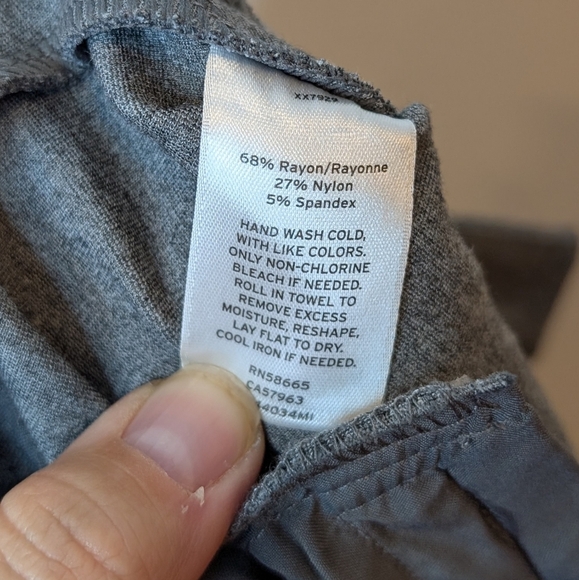 XX7929
68% Rayon/Rayonne
27% Nylon
5% Spandex
HAND WASH COLD,
WITH LIKE COLORS.
ONLY NON-CHLORINE
BLEACH IF NEEDED.
ROLL IN TOWEL TO
REMOVE EXCESS
MOISTURE, RESHAPE,
LAY FLAT TO DRY.
COOL IRON IF NEEDED.
RN58665
CA57963